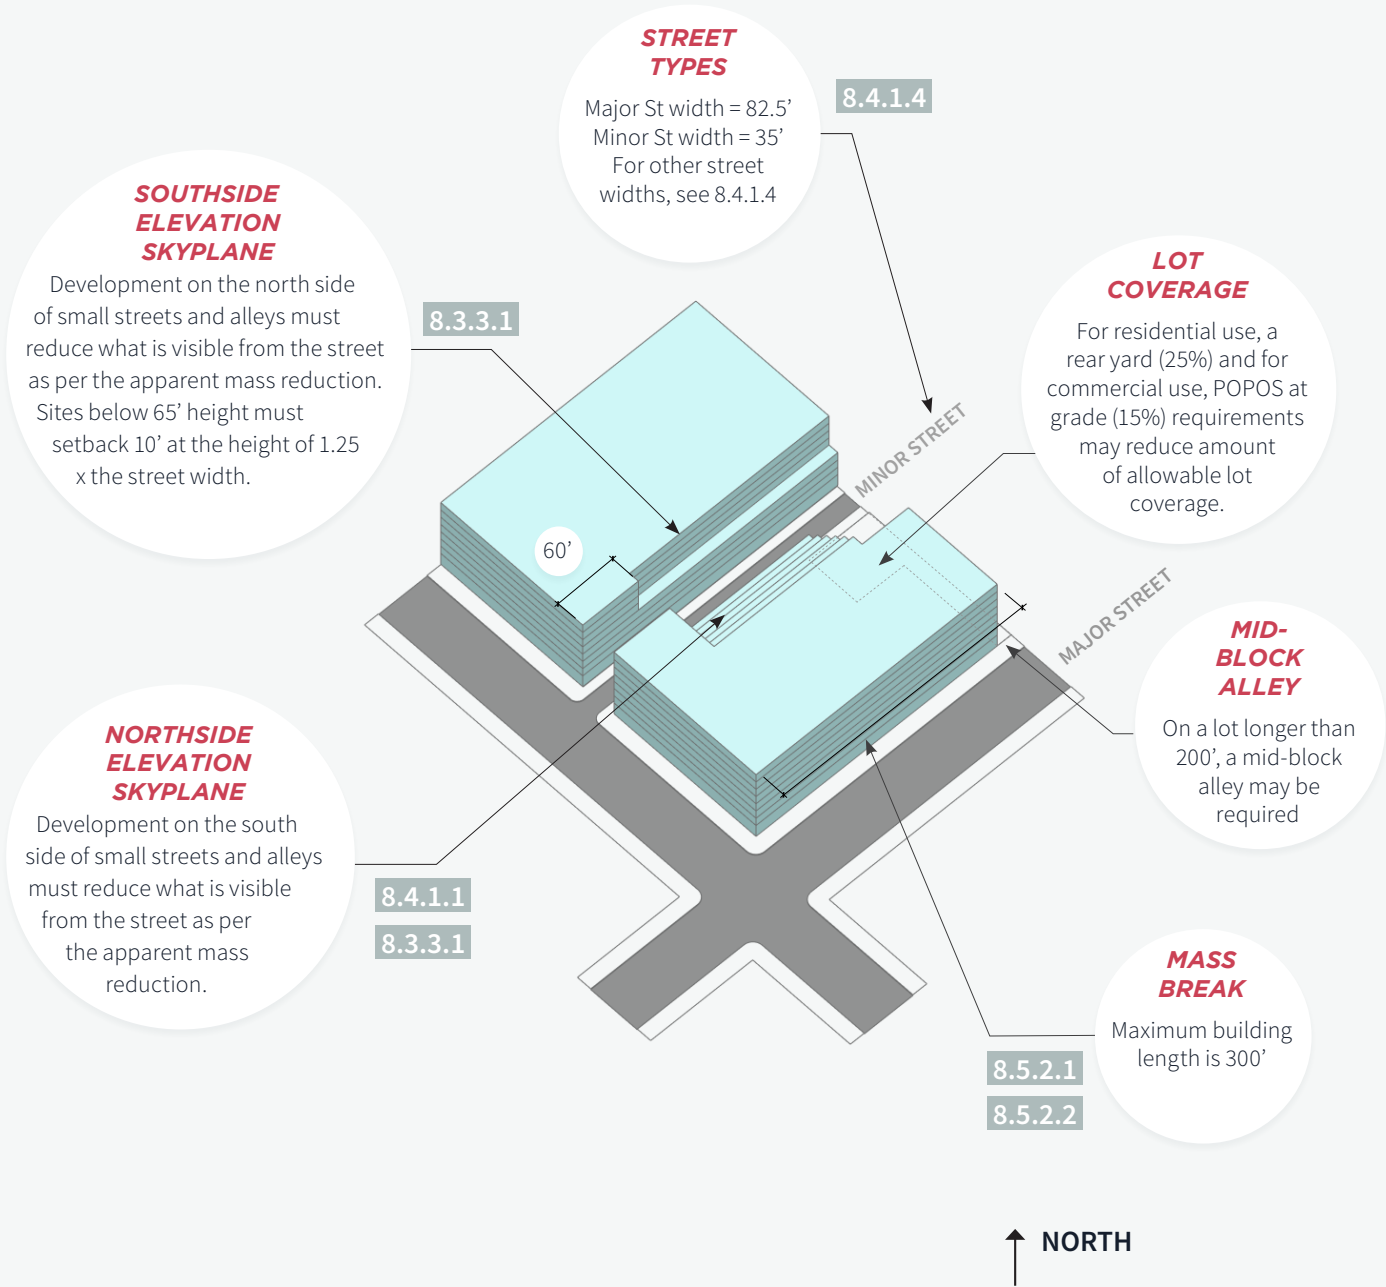 STREET
TYPES
Major St width = 82.5’
Minor St width = 35’
For other street
widths, see 8.4.1.4
8.4.1.4
SOUTHSIDE
ELEVATION
SKYPLANE
Development on the north side
of small streets and alleys must
reduce what is visible from the street
as per the apparent mass reduction.
Sites below 65’ height must
setback 10’ at the height of 1.25
x the street width.
8.3.3.1
LOT
COVERAGE
For residential use, a
rear yard (25%) and for
commercial use, POPOS at
grade (15%) requirements
may reduce amount
of allowable lot
coverage.
MINOR STREET
60’
MAJOR STREET
MID-
BLOCK
ALLEY
On a lot longer than
200’, a mid-block
alley may be
required
NORTHSIDE
ELEVATION
SKYPLANE
Development on the south
side of small streets and alleys
must reduce what is visible
from the street as per
the apparent mass
reduction.
8.4.1.1
8.3.3.1
MASS
BREAK
Maximum building
length is 300’
8.5.2.1
8.5.2.2
NORTH